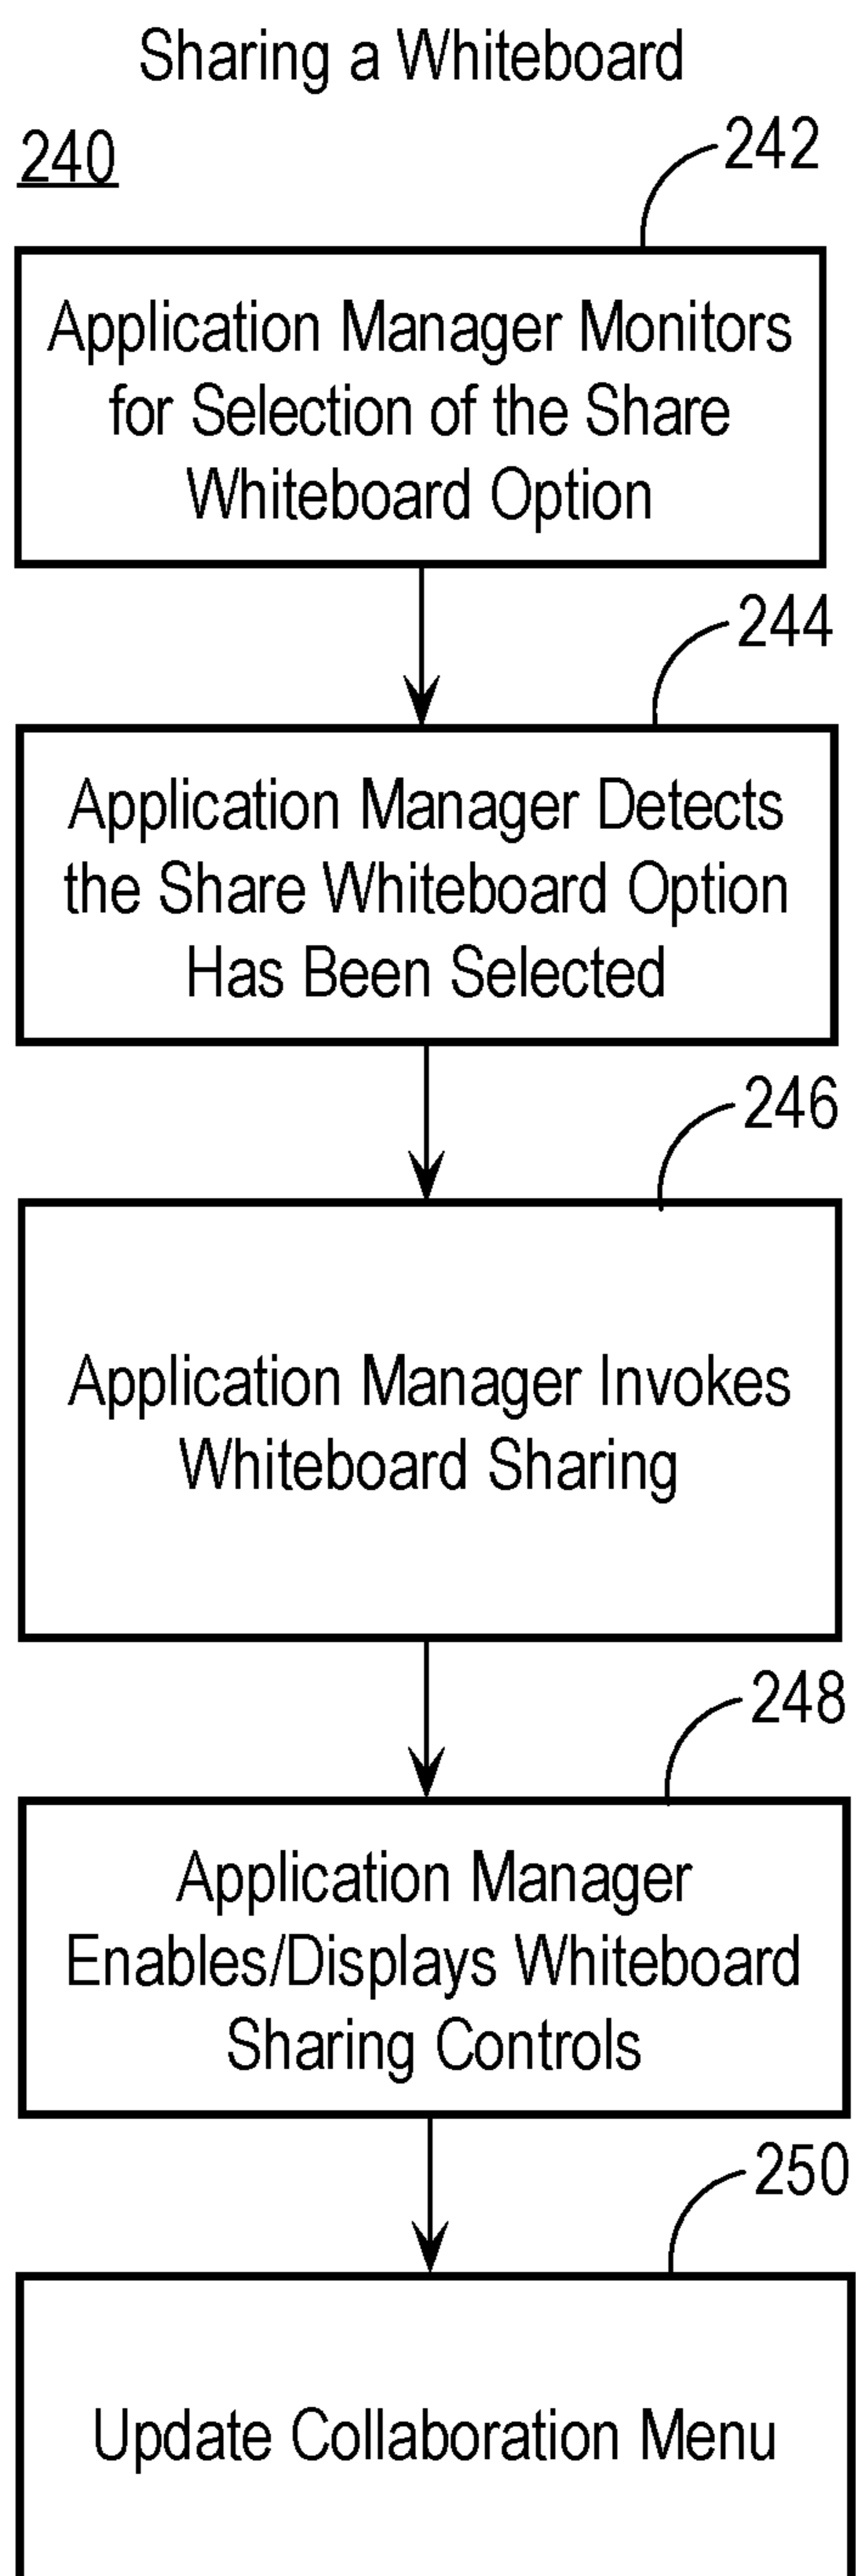 Sharing a Whiteboard
240
242
Application Manager Monitors
for Selection of the Share
Whiteboard Option
244
Application Manager Detects
the Share Whiteboard Option
Has Been Selected
246
Application Manager Invokes
Whiteboard Sharing
248
Application Manager
Enables/Displays Whiteboard
Sharing Controls
250
Update Collaboration Menu